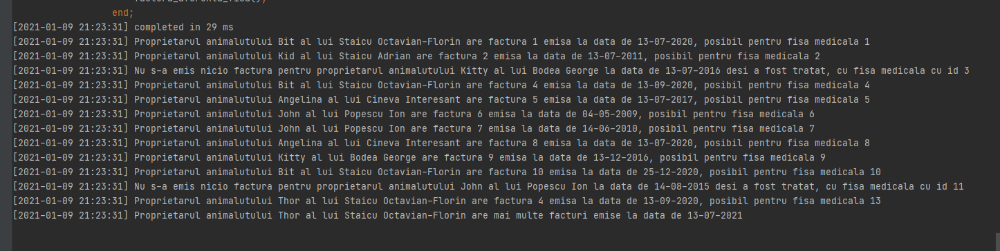 end;
[2021-01-09 21:23:31] completed in 29 ms
[2021-01-09 21:23:31] Proprietarul animalutului Bit al lui Staicu Octavian-Florin are factura 1 emisa la data de 13-07-2020, posibil pentru fisa medicala 1
[2021-01-09 21:23:31] Proprietarul animalutului Kid al lui Staicu Adrian are factura 2 emisa la data de 13-07-2011, posibil pentru fisa medicala 2
[2021-01-09 21:23:31] Nu s-a emis nicio factura pentru proprietarul animalutului Kitty al lui Bodea George la data de 13-07-2016 desi a fost tratat, cu fisa medicala cu id 3
[2021-01-09 21:23:31] Proprietarul animalutului Bit al lui Staicu Octavian-Florin are factura 4 emisa la data de 13-09-2020, posibil pentru fisa medicala 4
[2021-01-09 21:23:31] Proprietarul animalutului Angelina al lui Cineva Interesant are factura 5 emisa la data de 13-07-2017, posibil pentru fisa medicala 5
[2021-01-09 21:23:31] Proprietarul animalutului John al lui Popescu Ion are factura 6 emisa la data de 04-05-2009, posibil pentru fisa medicala 6
[2021-01-09 21:23:31] Proprietarul animalutului John al lui Popescu Ion are factura 7 emisa la data de 14-06-2010, posibil pentru fisa medicala 7
[2021-01-09 21:23:31] Proprietarul animalutului Angelina al lui Cineva Interesant are factura 8 emisa la data de 13-07-2020, posibil pentru fisa medicala 8
[2021-01-09 21:23:31] Proprietarul animalutului Kitty al lui Bodea George are factura 9 emisa la data de 13-12-2016, posibil pentru fisa medicala 9
[2021-01-09 21:23:31] Proprietarul animalutului Bit al lui Staicu Octavian-Florin are factura 10 emisa la data de 25-12-2020, posibil pentru fisa medicala 10
[2021-01-09 21:23:31] Nu s-a emis nicio factura pentru proprietarul animalutului John al lui Popescu Ion la data de 14-08-2015 desi a fost tratat, cu fisa medicala cu id 11
[2021-01-09 21:23:31] Proprietarul animalutului Thor al lui Staicu Octavian-Florin are factura 4 emisa la data de 13-09-2020, posibil pentru fisa medicala 13
[2021-01-09 21:23:31] Proprietarul animalutului Thor al lui Staicu Octavian-Florin are mai multe facturi emise la data de 13-07-2021